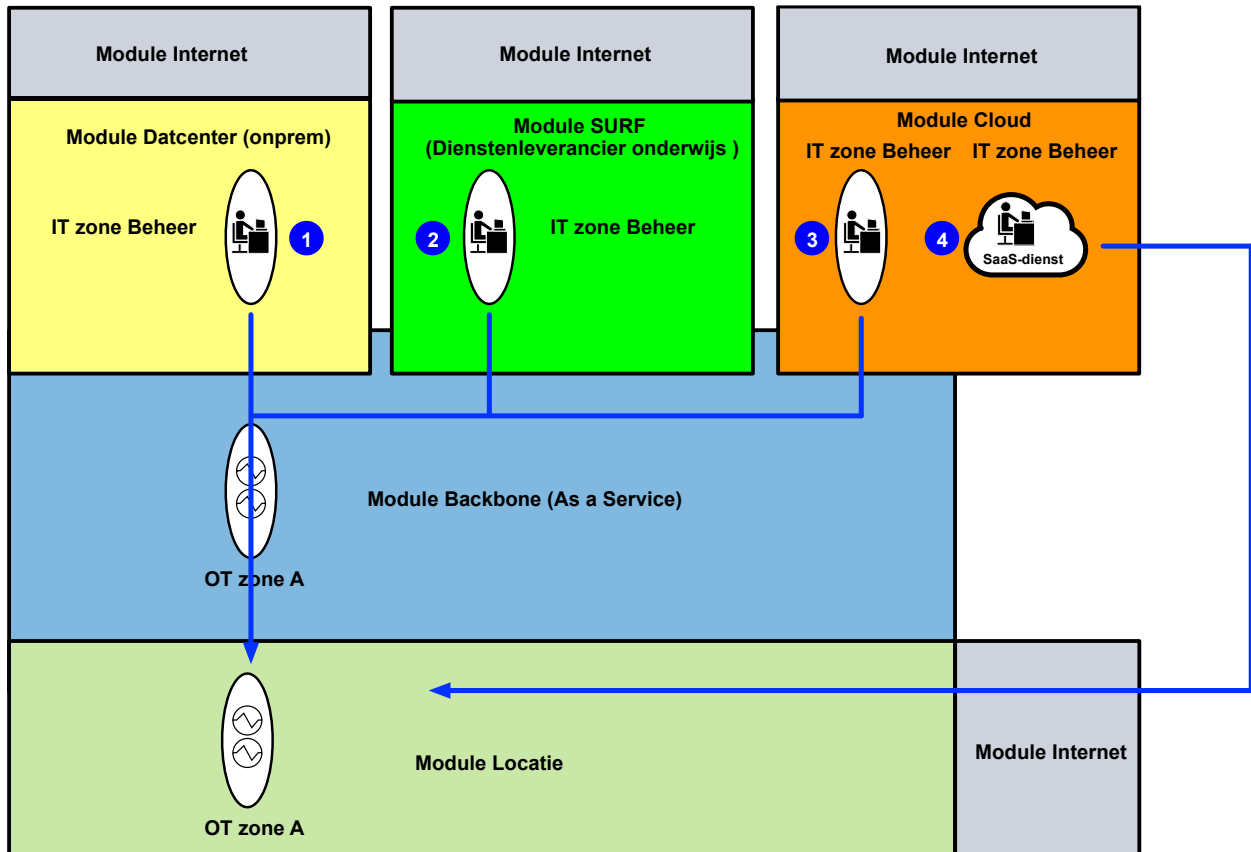 Module Internet
Module Internet
Module Internet
Module Datcenter (onprem)
IT zone Beheer
1
Module SURF
(Dienstenleverancier onderwijs )
2
IT zone Beheer
Module Cloud
IT zone Beheer
IT zone Beheer
3
4
SaaS-dienst
Module Backbone (As a Service)
OT zone A
Module Locatie
Module Internet
OT zone A